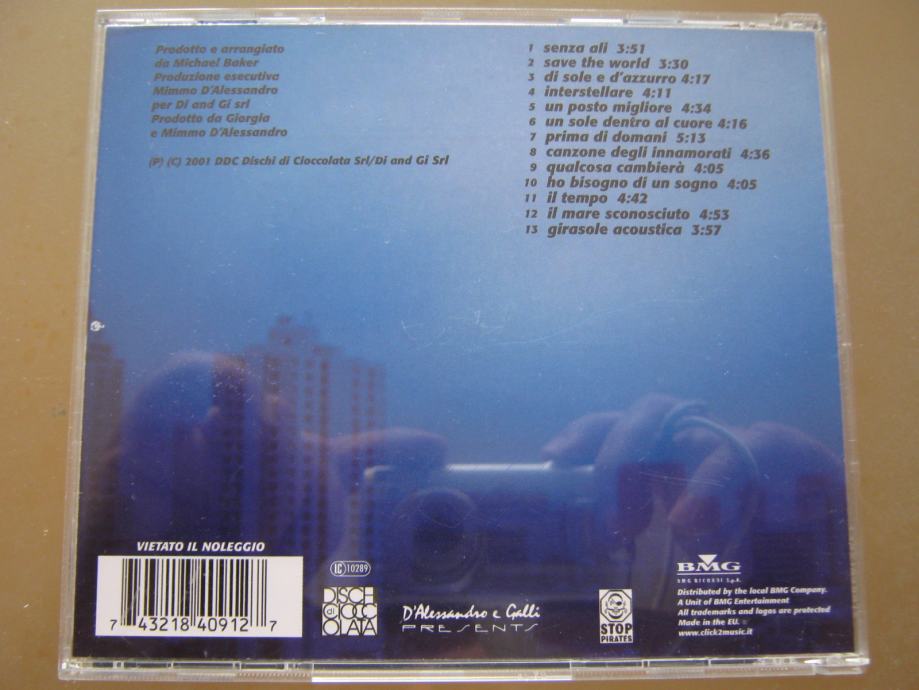 Prodotto e arrangiato
da Michael Baker
Produzione esecutiva
Mimmo D'Alessandro
per Di and Gi srl
Prodotto da Giorgia
e Mimmo D'Alessandro
(P) (C) 2001 DDC Dischi di Cioccolata Srl/Di and Gi Srl
1 senza ali 3:51
2 save the world 3:30
3 di sole e d'azzurro 4:17
4 interstellare 4:11
5 un posto migliore 4:34
6 un sole dentro al cuore 4:16
7 prima di domani 5:13
8 canzone degli innamorati 4:36
9 qualcosa cambierà 4:05
10 ho bisogno di un sogno 4:05
11 il tempo 4:42
12 il mare sconosciuto 4:53
13 girasole acoustica 3:57
VIETATO IL NOLEGGIO
7 43218 40912 7
LC 10289
DISCHI
di CIOCC
OLATA
D'Alessandro e Galli
PRESENTS
STOP
PIRATES
BMG
BMG RICORDI S.p.A.
Distributed by the local BMG Company.
A Unit of BMG Entertainment
All trademarks and logos are protected
Made in the EU.
www.click2music.it